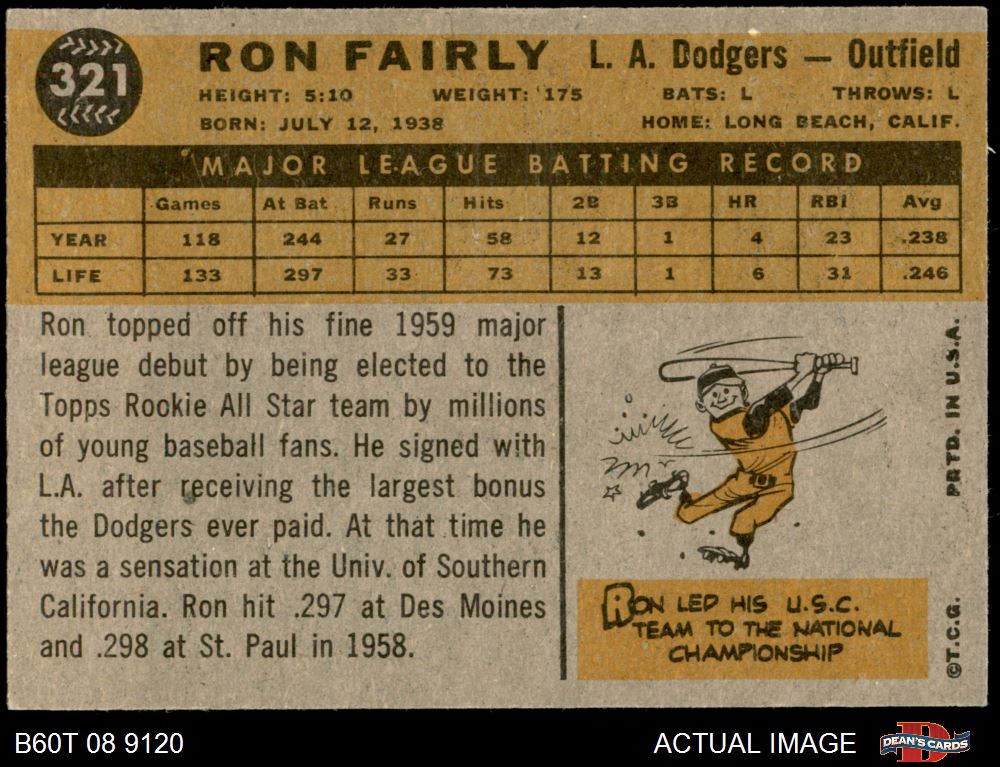 321
RON FAIRLY L. A. Dodgers — Outfield
HEIGHT: 5:10 WEIGHT: 175 BATS: L THROWS: L
BORN: JULY 12, 1938 HOME: LONG BEACH, CALIF.
MAJOR LEAGUE BATTING RECORD
Games At Bat Runs Hits 2B 3B HR RBI Avg
YEAR 118 244 27 58 12 1 4 23 .238
LIFE 133 297 33 73 13 1 6 31 .246
Ron topped off his fine 1959 major
league debut by being elected to the
Topps Rookie All Star team by millions
of young baseball fans. He signed with
L.A. after receiving the largest bonus
the Dodgers ever paid. At that time he
was a sensation at the Univ. of Southern
California. Ron hit .297 at Des Moines
and .298 at St. Paul in 1958.
RON LED HIS U.S.C.
TEAM TO THE NATIONAL
CHAMPIONSHIP
©T.C.G. PRTD. IN U.S.A.
B60T 08 9120 ACTUAL IMAGE D DEAN'S CARDS